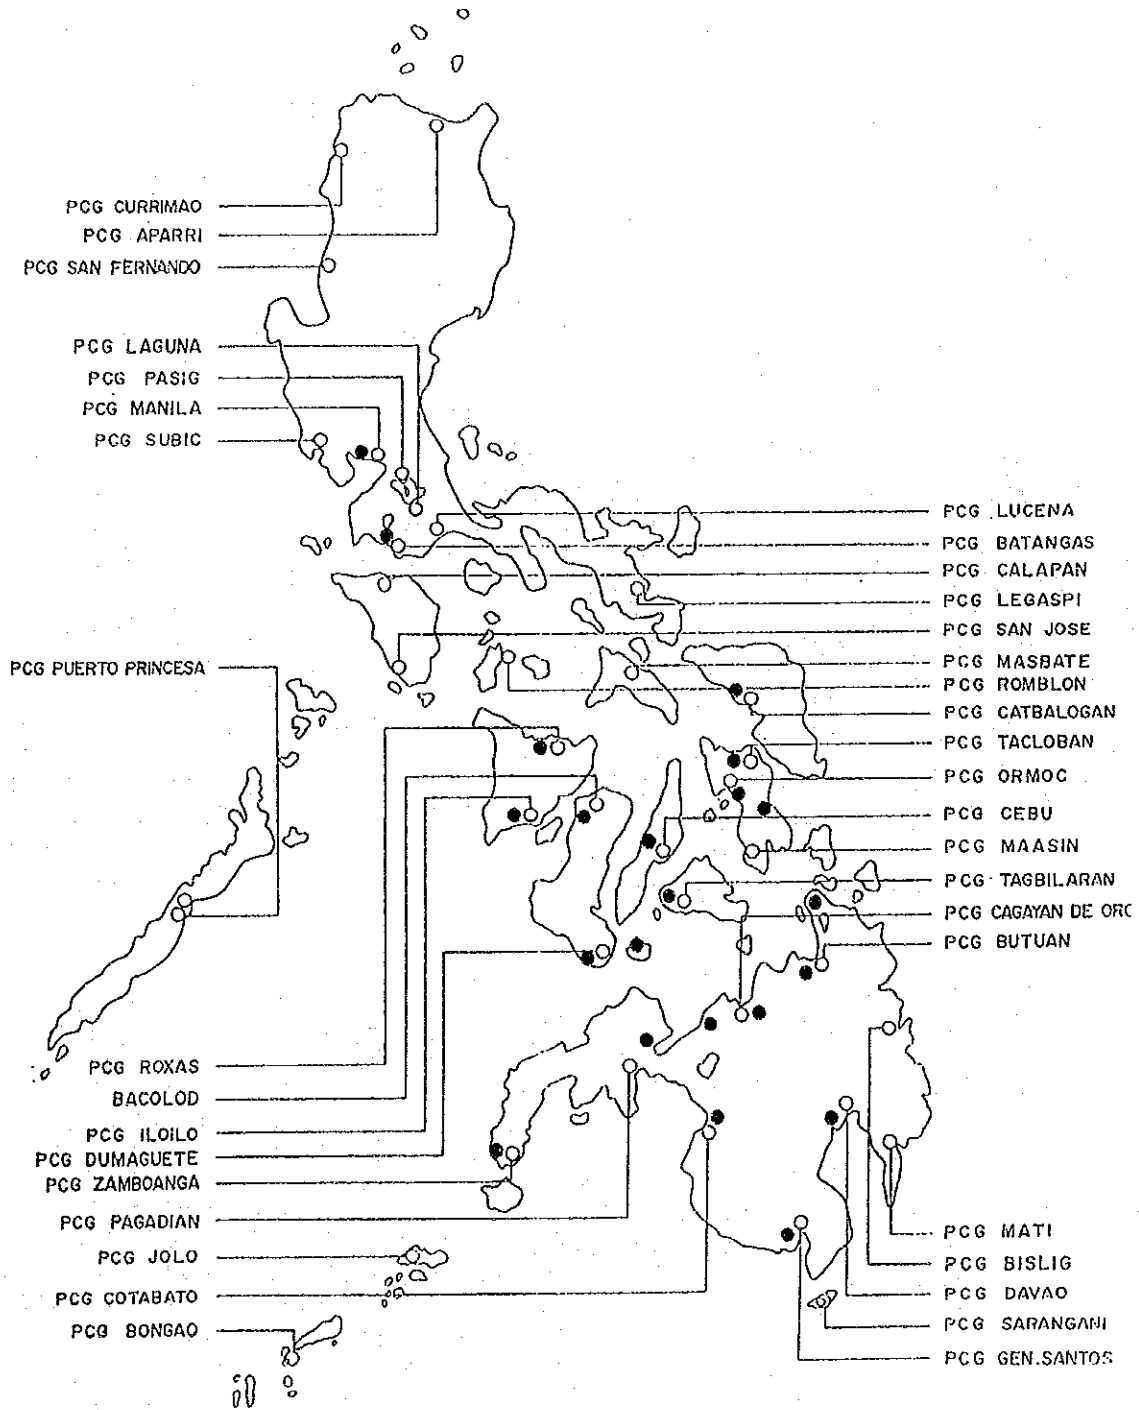 PCG CURRIMAO
PCG APARRI
PCG SAN FERNANDO
PCG LAGUNA
PCG PASIG
PCG MANILA
PCG SUBIC
PCG LUCENA
PCG BATANGAS
PCG CALAPAN
PCG LEGASPI
PCG SAN JOSE
PCG PUERTO PRINCESA
PCG MASBATE
PCG ROMBLON
PCG CATBALOGAN
PCG TACLOBAN
PCG ORMOC
PCG CEBU
PCG MAASIN
PCG TAGBILARAN
PCG CAGAYAN DE ORO
PCG BUTUAN
PCG ROXAS
BACOLOD
PCG ILOILO
PCG DUMAGUETE
PCG ZAMBOANGA
PCG PAGADIAN
PCG JOLO
PCG COTABATO
PCG BONGAO
PCG MATI
PCG BISLIG
PCG DAVAO
PCG SARANGANI
PCG GEN.SANTOS